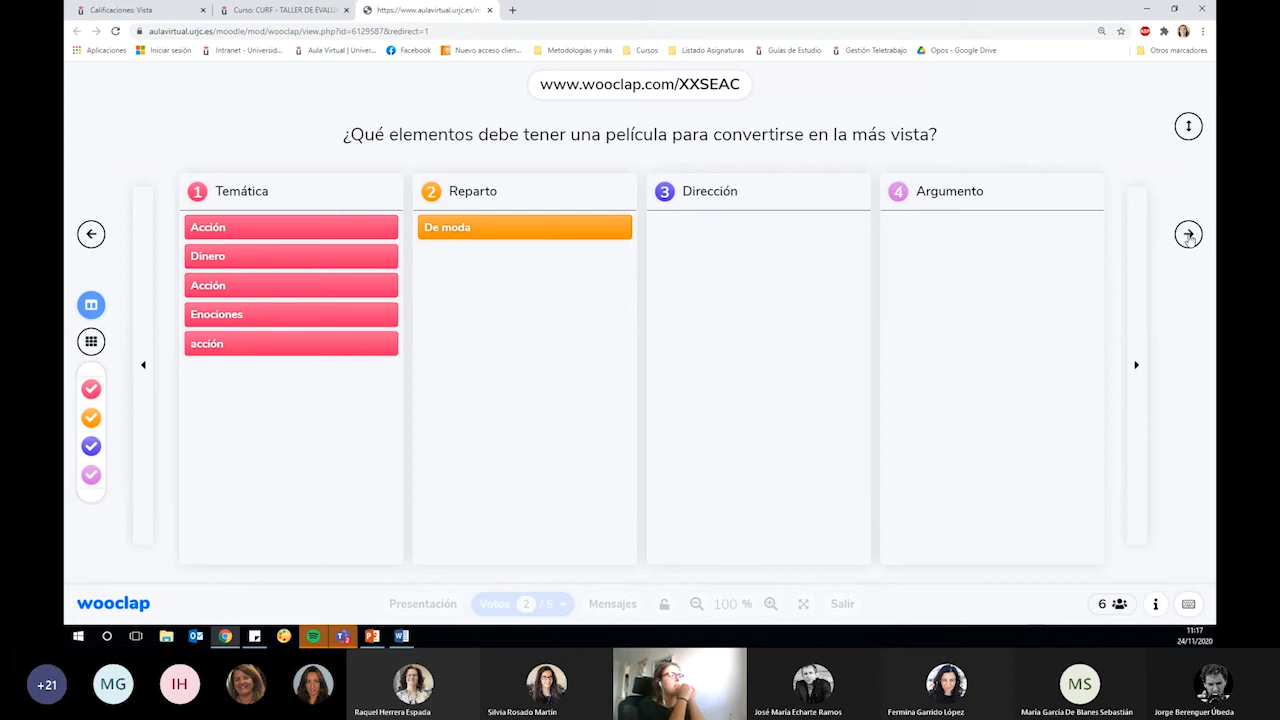 Calificaciones: Vista
Curso: CURF - TALLER DE EVALU
https://www.aulavirtual.urjc.es/m
aulavirtual.urjc.es/moodle/mod/wooclap/view.php?id=6129587&redirect=1
Aplicaciones
Iniciar sesión
Intranet - Universid...
Aula Virtual | Univer...
Facebook
Nuevo acceso clien...
Metodologías y más
Cursos
Listado Asignaturas
Guías de Estudio
Gestión Teletrabajo
Opos - Google Drive
Otros marcadores
www.wooclap.com/XXSEAC
¿Qué elementos debe tener una película para convertirse en la más vista?
1 Temática
2 Reparto
3 Dirección
4 Argumento
Acción
De moda
Dinero
Acción
Enociones
acción
wooclap
Presentación
Votos 2 / 5
Mensajes
100 %
Salir
6
11:17
24/11/2020
+21
MG
IH
MS
Raquel Herrera Espada
Silvia Rosado Martín
José María Echarte Ramos
Fermina Garrido López
María García De Blanes Sebastián
Jorge Berenguer Úbeda